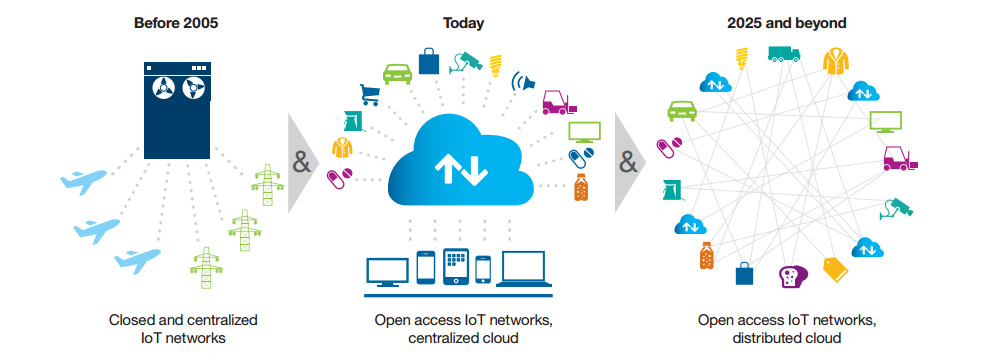 Before 2005
Today
2025 and beyond
&
&
Closed and centralized
IoT networks
Open access IoT networks,
centralized cloud
Open access IoT networks,
distributed cloud